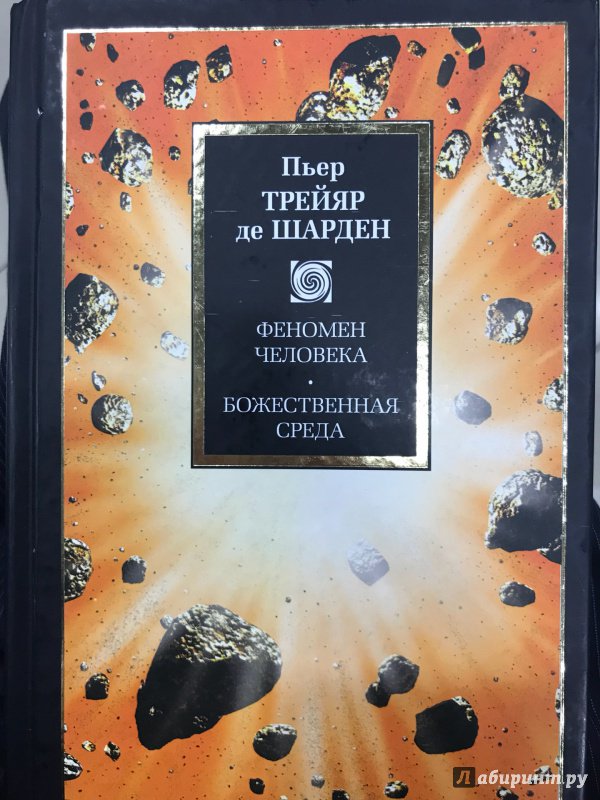 Пьер
ТРЕЙЯР
де ШАРДЕН
ФЕНОМЕН
ЧЕЛОВЕКА
•
БОЖЕСТВЕННАЯ
СРЕДА
Лабиринт.ру